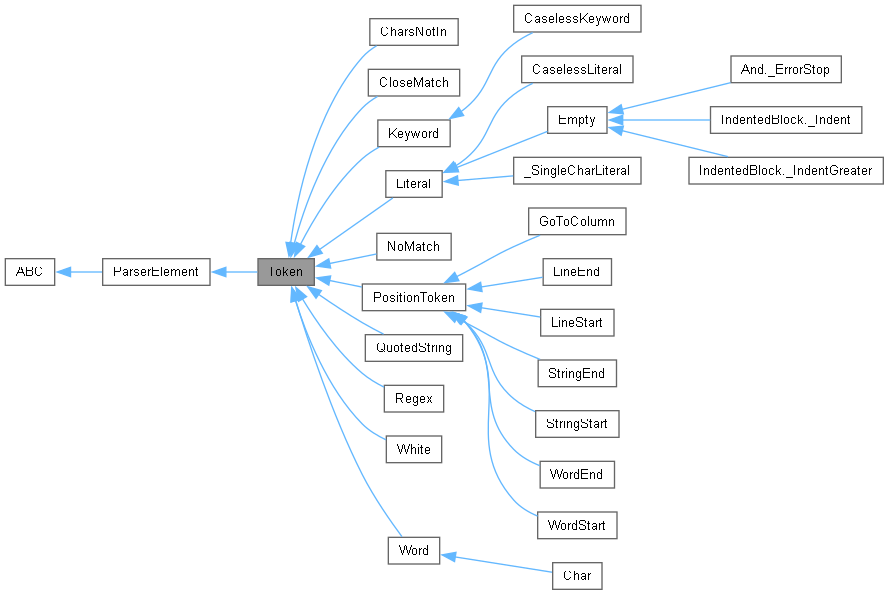 ABC
ParserElement
Token
CharsNotIn
CloseMatch
Keyword
Literal
NoMatch
PositionToken
QuotedString
Regex
White
Word
CaselessKeyword
CaselessLiteral
Empty
_SingleCharLiteral
GoToColumn
LineEnd
LineStart
StringEnd
StringStart
WordEnd
WordStart
Char
And._ErrorStop
IndentedBlock._Indent
IndentedBlock._IndentGreater